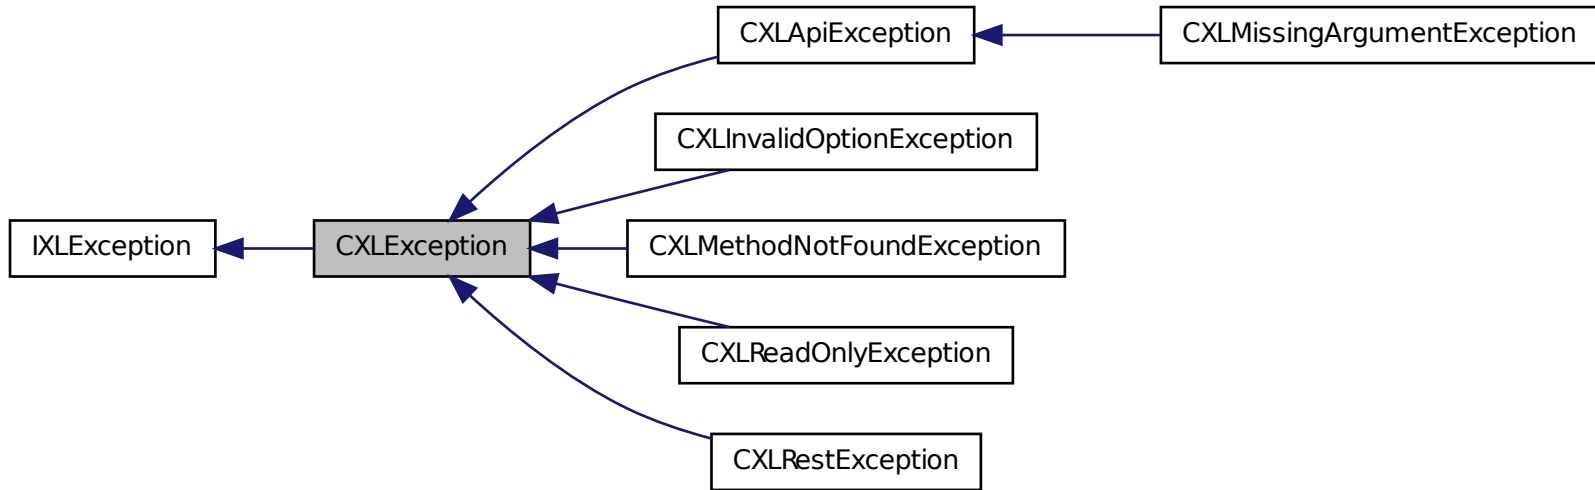 CXLApiException
CXLMissingArgumentException
CXLInvalidOptionException
IXLException
CXLException
CXLMethodNotFoundException
CXLReadOnlyException
CXLRestException